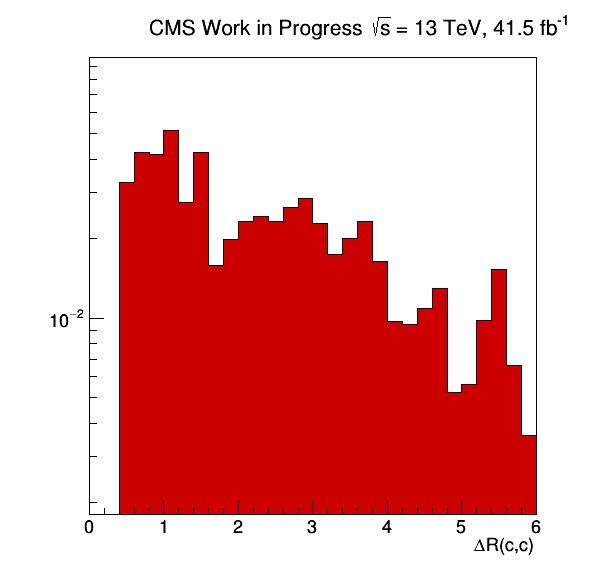 CMS Work in Progress √s = 13 TeV, 41.5 fb⁻¹
10⁻²
0 1 2 3 4 5 6
ΔR(c,c)